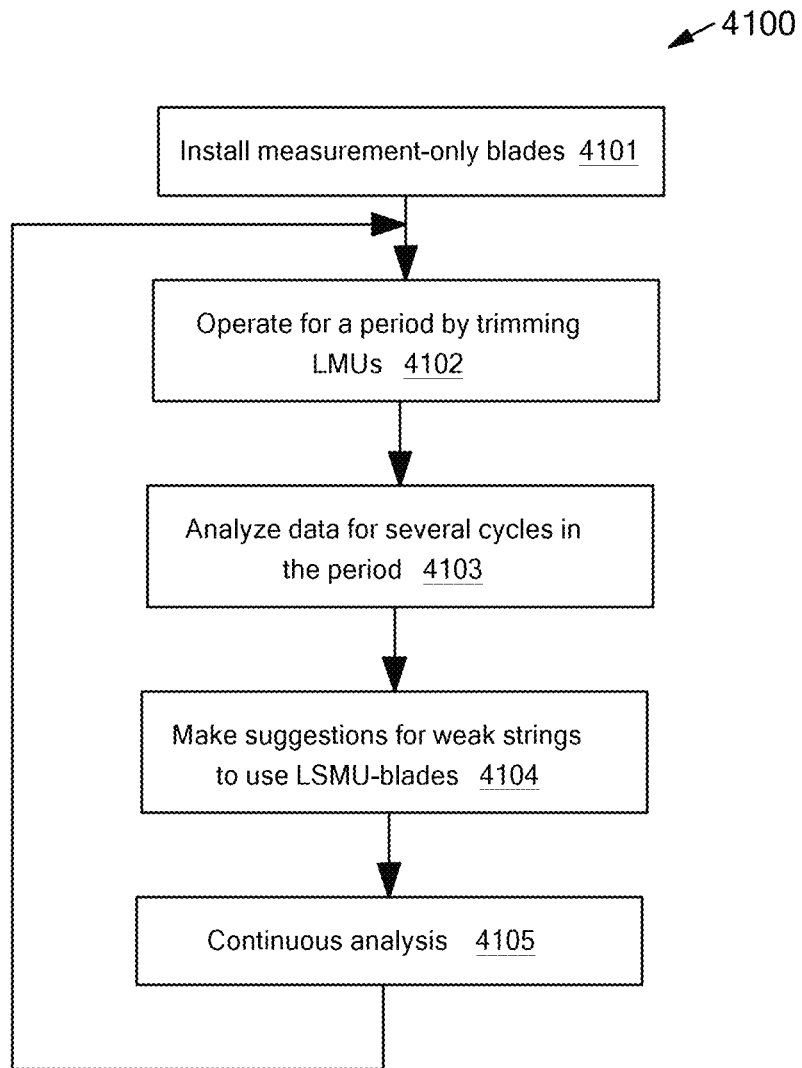 4100
Install measurement-only blades 4101
Operate for a period by trimming
LMUs 4102
Analyze data for several cycles in
the period 4103
Make suggestions for weak strings
to use LSMU-blades 4104
Continuous analysis 4105